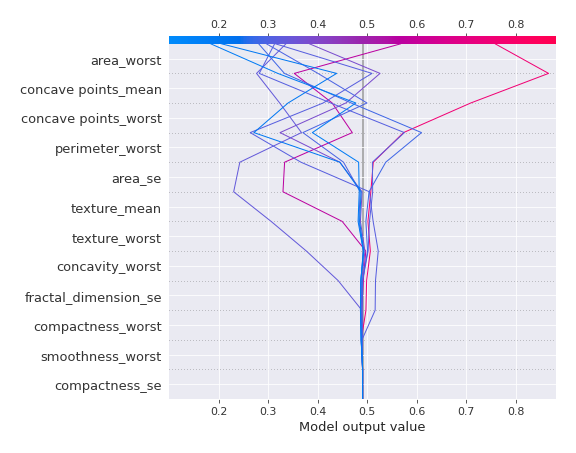 0.2 0.3 0.4 0.5 0.6 0.7 0.8
area_worst
concave points_mean
concave points_worst
perimeter_worst
area_se
texture_mean
texture_worst
concavity_worst
fractal_dimension_se
compactness_worst
smoothness_worst
compactness_se
0.2 0.3 0.4 0.5 0.6 0.7 0.8
Model output value